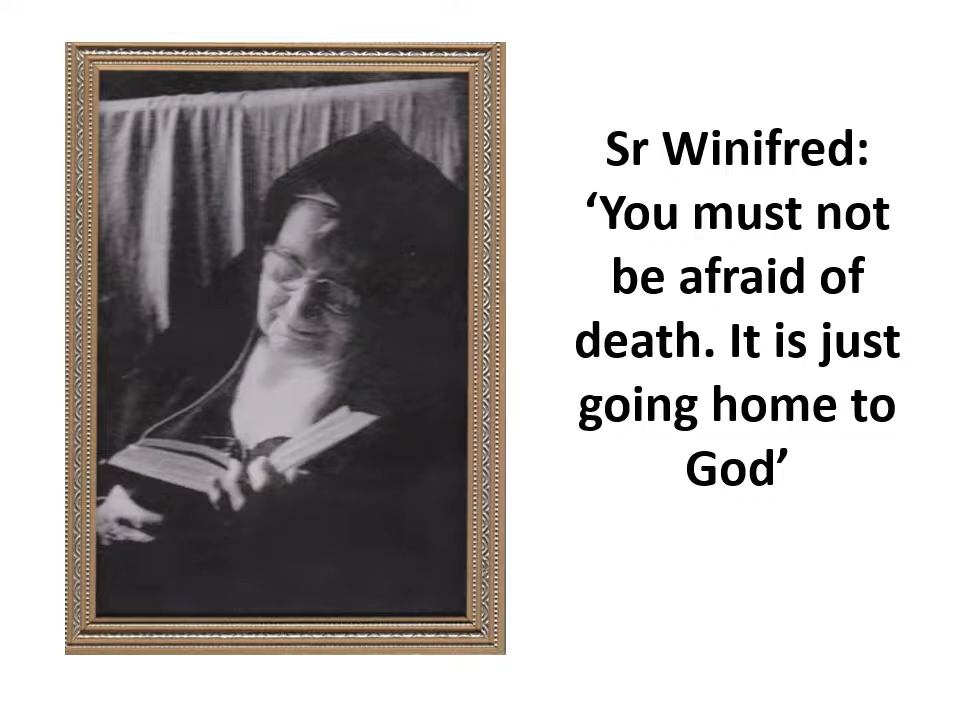 Sr Winifred:
‘You must not
be afraid of
death. It is just
going home to
God’